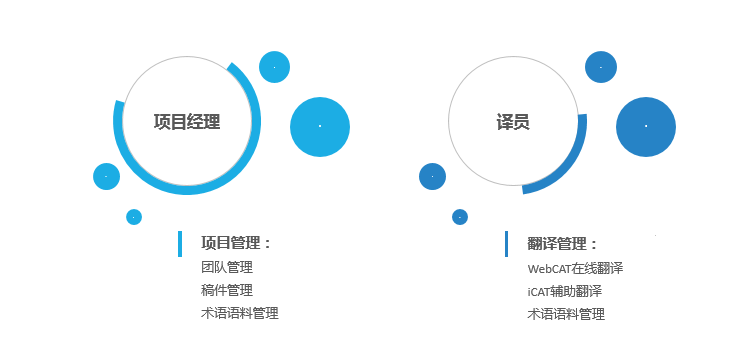 项目经理
项目管理：
团队管理
稿件管理
术语语料管理
译员
翻译管理：
WebCAT在线翻译
iCAT辅助翻译
术语语料管理